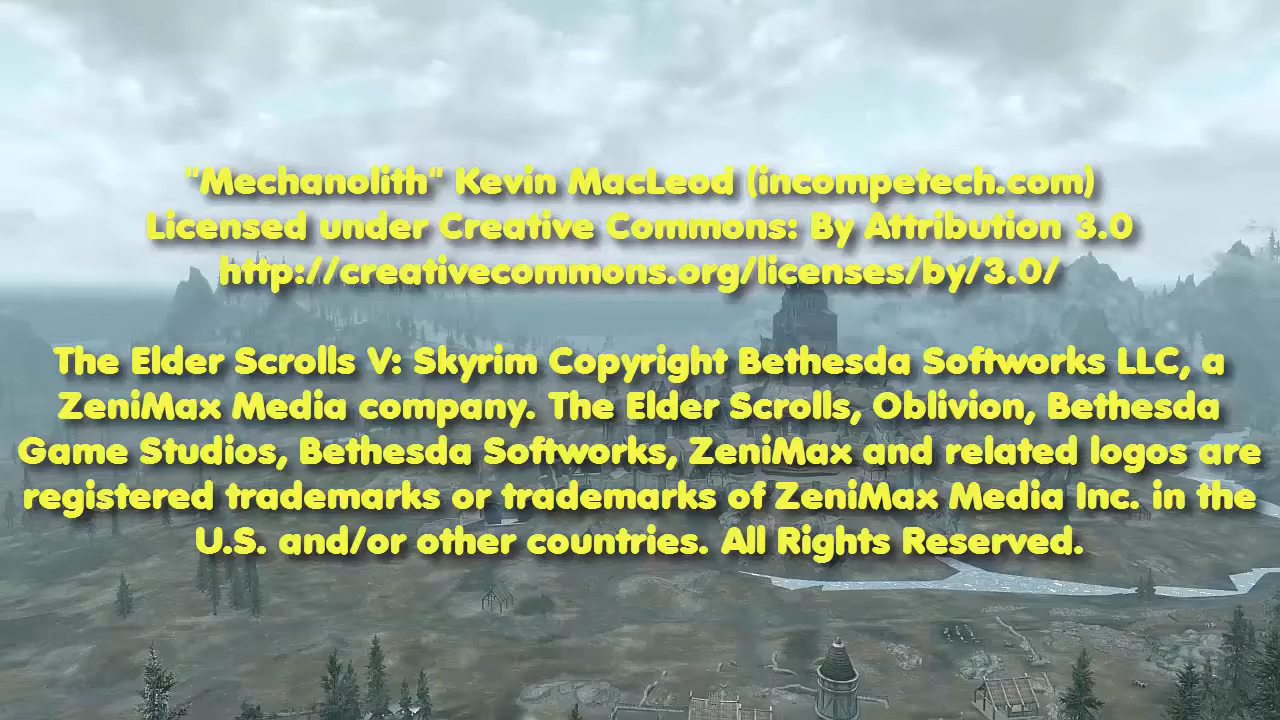 "Mechanolith" Kevin MacLeod (incompetech.com)
Licensed under Creative Commons: By Attribution 3.0
http://creativecommons.org/licenses/by/3.0/
The Elder Scrolls V: Skyrim Copyright Bethesda Softworks LLC, a
ZeniMax Media company. The Elder Scrolls, Oblivion, Bethesda
Game Studios, Bethesda Softworks, ZeniMax and related logos are
registered trademarks or trademarks of ZeniMax Media Inc. in the
U.S. and/or other countries. All Rights Reserved.